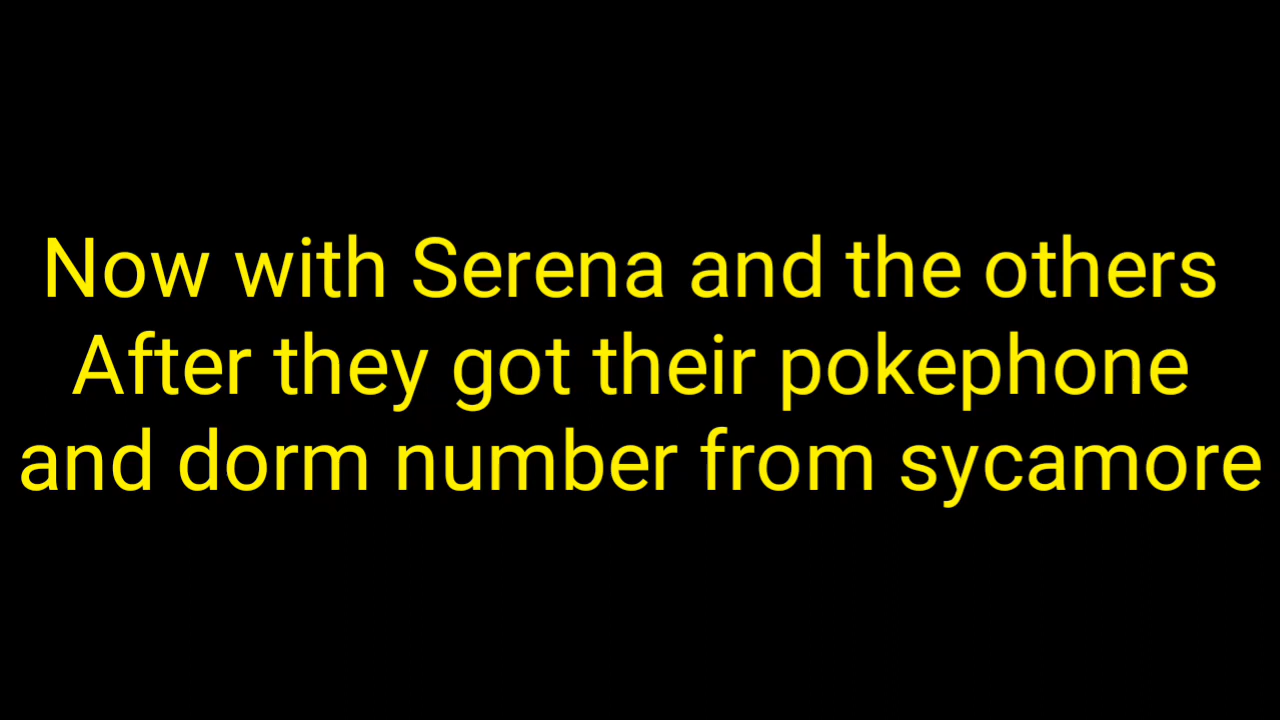 Now with Serena and the others
After they got their pokephone
and dorm number from sycamore